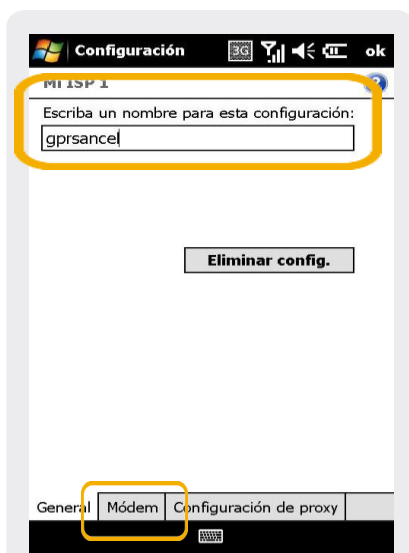 Configuración 3G ok
MI ISP 1
Escriba un nombre para esta configuración:
gprsancel
Eliminar config.
General Módem Configuración de proxy